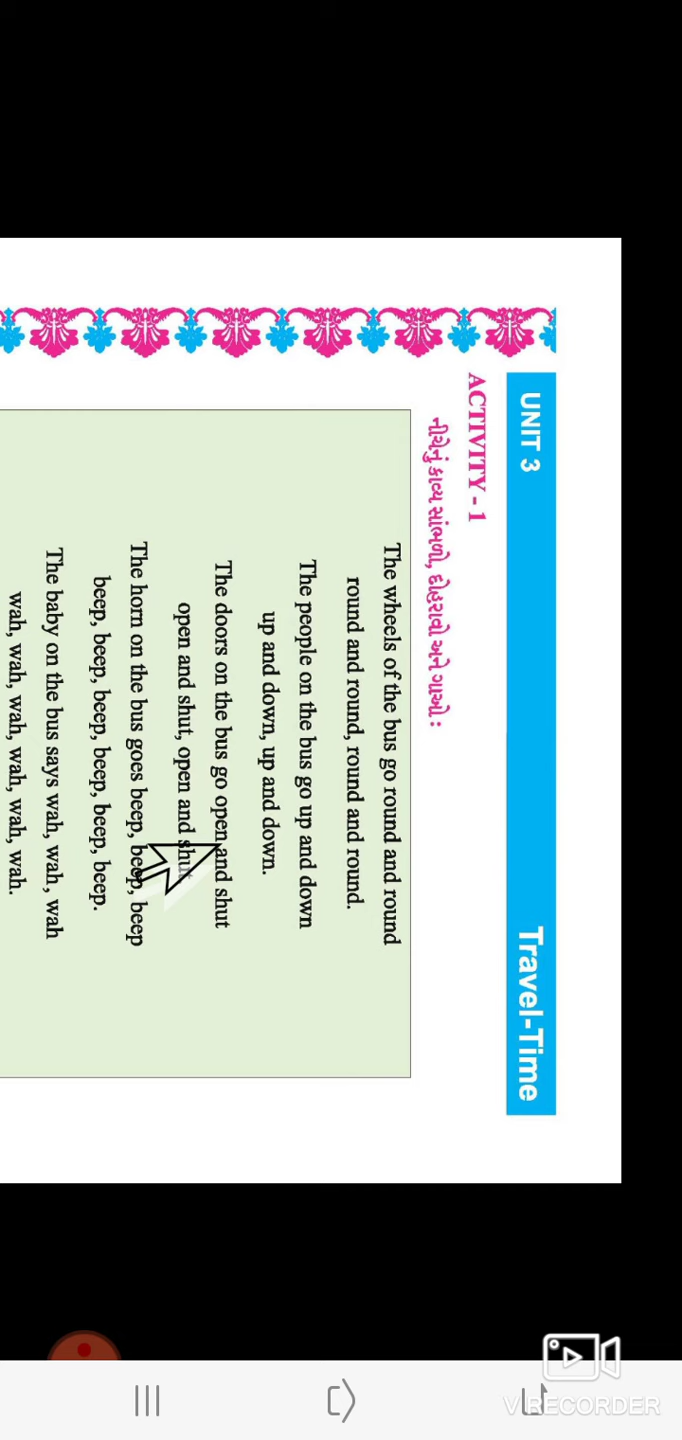 UNIT 3 Travel-Time
ACTIVITY - 1
નીચેનું કાવ્ય સાંભળો, દોહરાવો અને ગાઓ :
The wheels of the bus go round and round
round and round, round and round.
The people on the bus go up and down
up and down, up and down.
The doors on the bus go open and shut
open and shut, open and shut
The horn on the bus goes beep, beep, beep
beep, beep, beep, beep, beep, beep.
The baby on the bus says wah, wah, wah
wah, wah, wah, wah, wah, wah.
V RECORDER